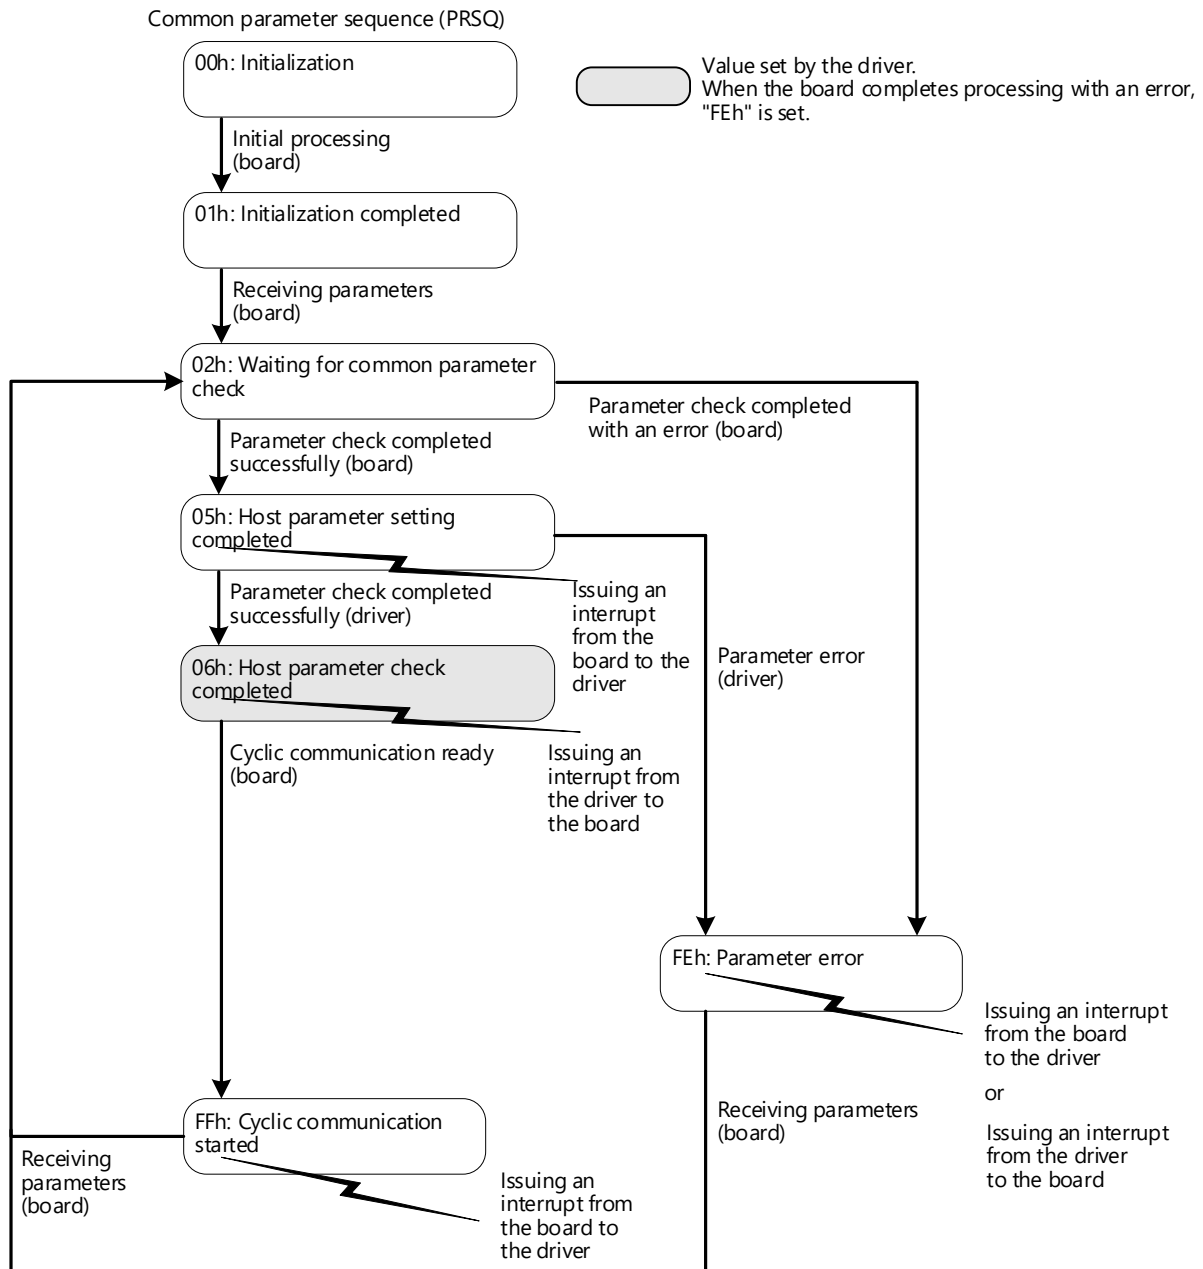 Common parameter sequence (PRSQ)
00h: Initialization
Value set by the driver.
When the board completes processing with an error,
"FEh" is set.
Initial processing
(board)
01h: Initialization completed
Receiving parameters
(board)
02h: Waiting for common parameter
check
Parameter check completed
with an error (board)
Parameter check completed
successfully (board)
05h: Host parameter setting
completed
Issuing an
interrupt
from the
board to the
driver
Parameter check completed
successfully (driver)
Parameter error
(driver)
06h: Host parameter check
completed
Issuing an
interrupt from
the driver to
the board
Cyclic communication ready
(board)
FEh: Parameter error
Issuing an interrupt
from the board
to the driver
or
Issuing an interrupt
from the driver
to the board
Receiving parameters
(board)
FFh: Cyclic communication
started
Receiving
parameters
(board)
Issuing an
interrupt from
the board to
the driver